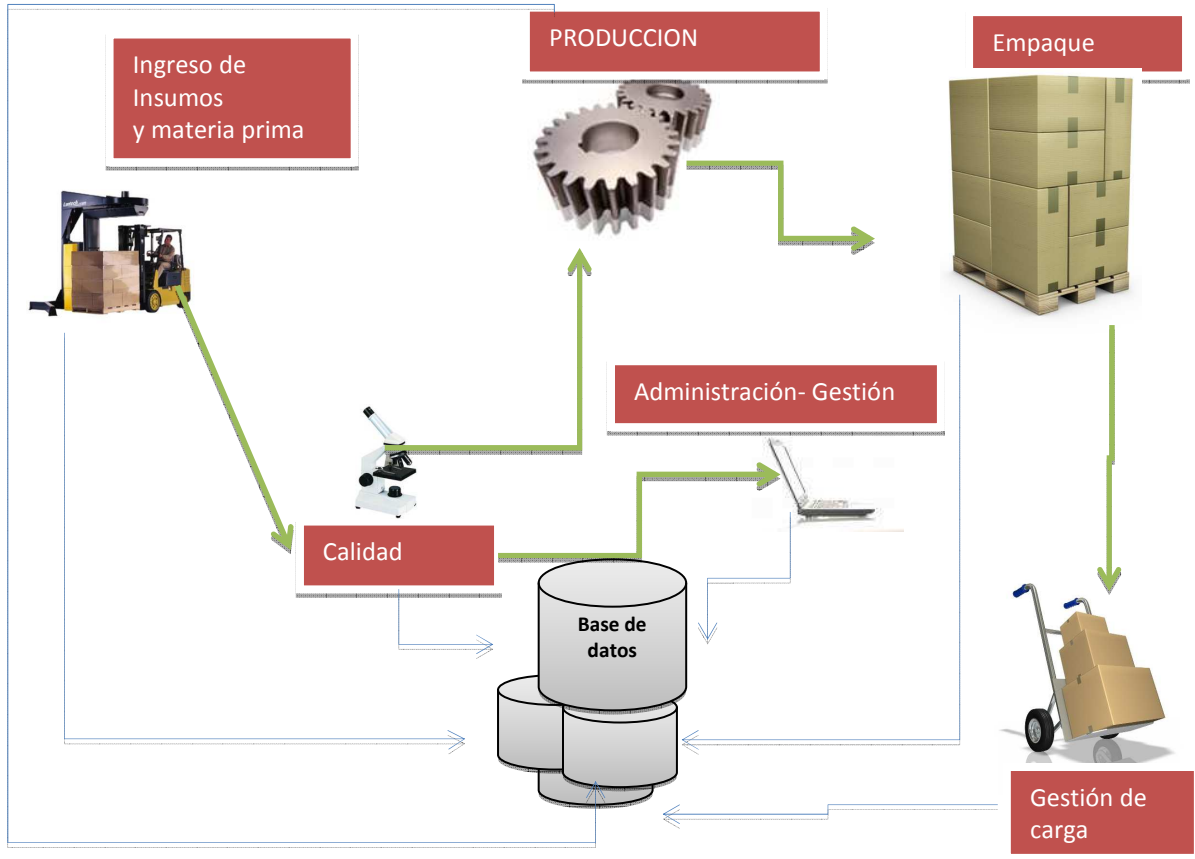 PRODUCCION
Empaque
Ingreso de
Insumos
y materia prima
Administración- Gestión
Calidad
Base de
datos
Gestión de
carga